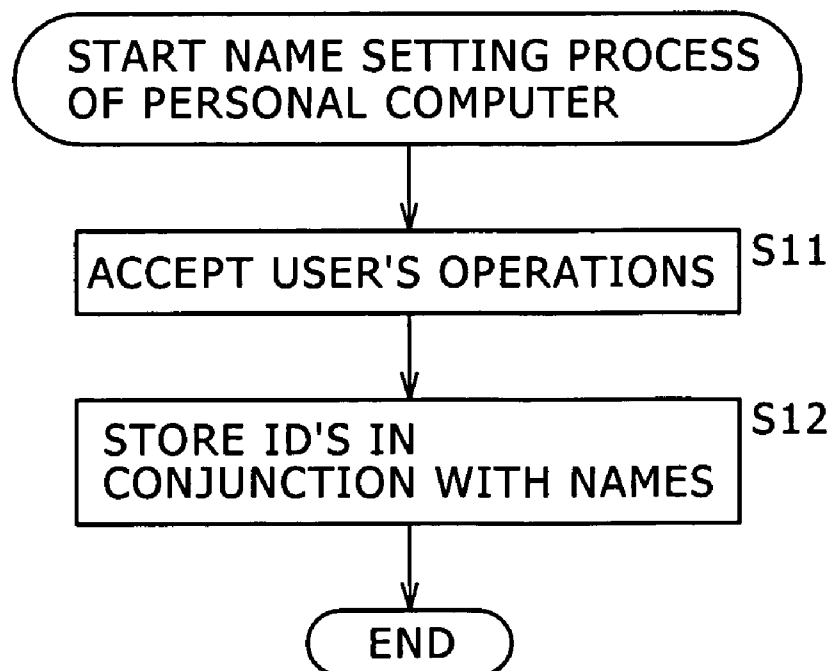 START NAME SETTING PROCESS
OF PERSONAL COMPUTER
ACCEPT USER'S OPERATIONS
S11
STORE ID'S IN
CONJUNCTION WITH NAMES
S12
END